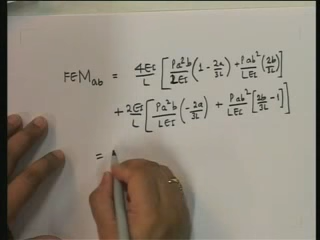 FEM_ab = 4EI/L [ Pa²b/2EI (1 - 2a/3L) + Pab²/LEI (2b/3L) ]
+ 2EI/L [ Pa²b/LEI (-2a/3L) + Pab²/LEI [ 2b/3L - 1 ] ]
=